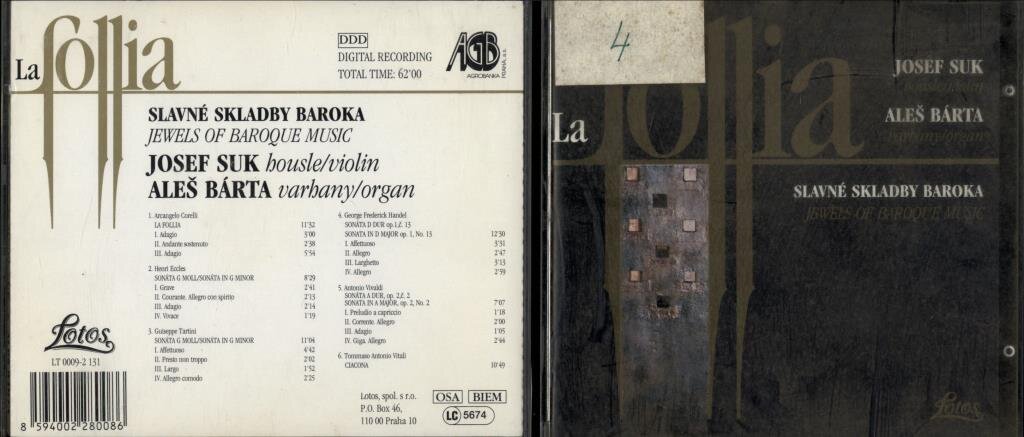 La follia
DDD
DIGITAL RECORDING
TOTAL TIME: 62'00
AGB
AGROBANKA
PRAHA, a.s.
SLAVNÉ SKLADBY BAROKA
JEWELS OF BAROQUE MUSIC
JOSEF SUK housle/violin
ALEŠ BÁRTA varhany/organ
1. Arcangelo Corelli
LA FOLLIA 11'32
I. Adagio 3'00
II. Andante sostenuto 2'38
III. Adagio 5'54
2. Henri Eccles
SONÁTA G MOLL/SONÁTA IN G MINOR 8'29
I. Grave 2'41
II. Courante. Allegro con spirito 2'13
III. Adagio 2'14
IV. Vivace 1'19
3. Guiseppe Tartini
SONÁTA G MOLL/SONÁTA IN G MINOR 11'04
I. Affettuoso 4'42
II. Presto non troppo 2'02
III. Largo 1'52
IV. Allegro comodo 2'25
4. George Frederick Handel
SONÁTA D DUR op.1,č. 13
SONATA IN D MAJOR op. 1, No. 13 12'30
I. Affettuoso 3'31
II. Allegro 2'47
III. Larghetto 3'13
IV. Allegro 2'59
5. Antonio Vivaldi
SONÁTA A DUR, op. 2,č. 2
SONATA IN A MAJOR, op. 2, No. 2 7'07
I. Preludio a capriccio 1'18
II. Corrente. Allegro 2'00
III. Adagio 1'05
IV. Giga. Allegro 2'44
6. Tommaso Antonio Vitali
CIACONA 10'49
Lotos
LT 0009-2 131
8 594002 280086
Lotos, spol. s r.o.
P.O. Box 46,
110 00 Praha 10
OSA BIEM
LC 5674
4
La follia
JOSEF SUK
housle/violin
ALEŠ BÁRTA
varhany/organ
SLAVNÉ SKLADBY BAROKA
JEWELS OF BAROQUE MUSIC
Lotos